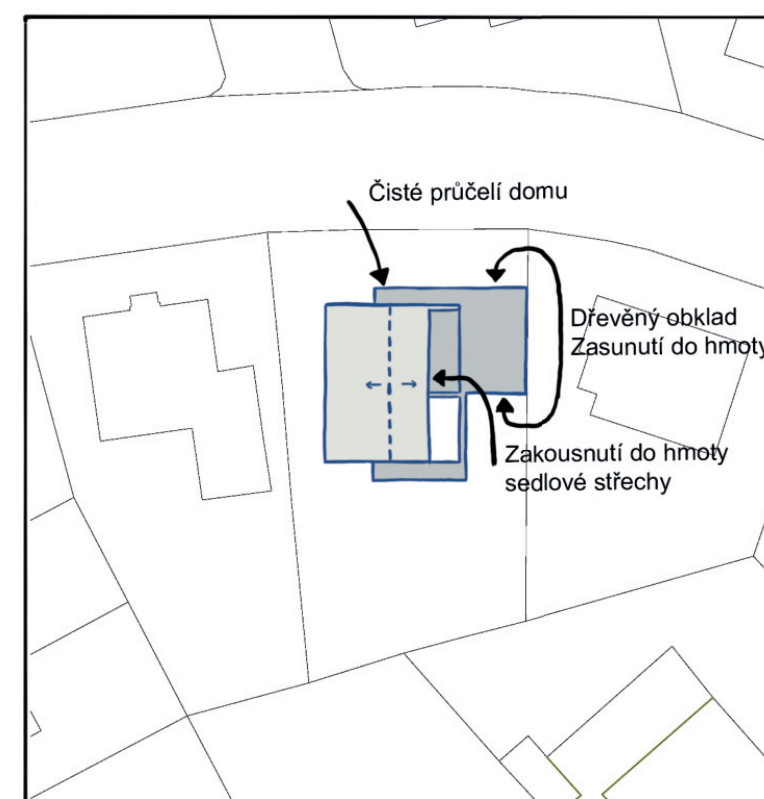 Čisté průčelí domu
Dřevěný obklad
Zasunutí do hmoty
Zakousnutí do hmoty
sedlové střechy